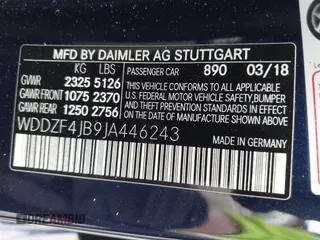 MFD BY DAIMLER AG STUTTGART
KG LBS PASSENGER CAR 890 03/18
GVWR 2325 5126
GAWR FRONT 1075 2370
GAWR REAR 1250 2756
THIS VEHICLE CONFORMS TO ALL APPLICABLE
U.S. FEDERAL MOTOR VEHICLE SAFETY, BUMPER,
AND THEFT PREVENTION STANDARDS IN EFFECT
ON THE DATE OF MANUFACTURE SHOWN ABOVE.
WDDZF4JB9JA446243
MADE IN GERMANY
DREAMBID